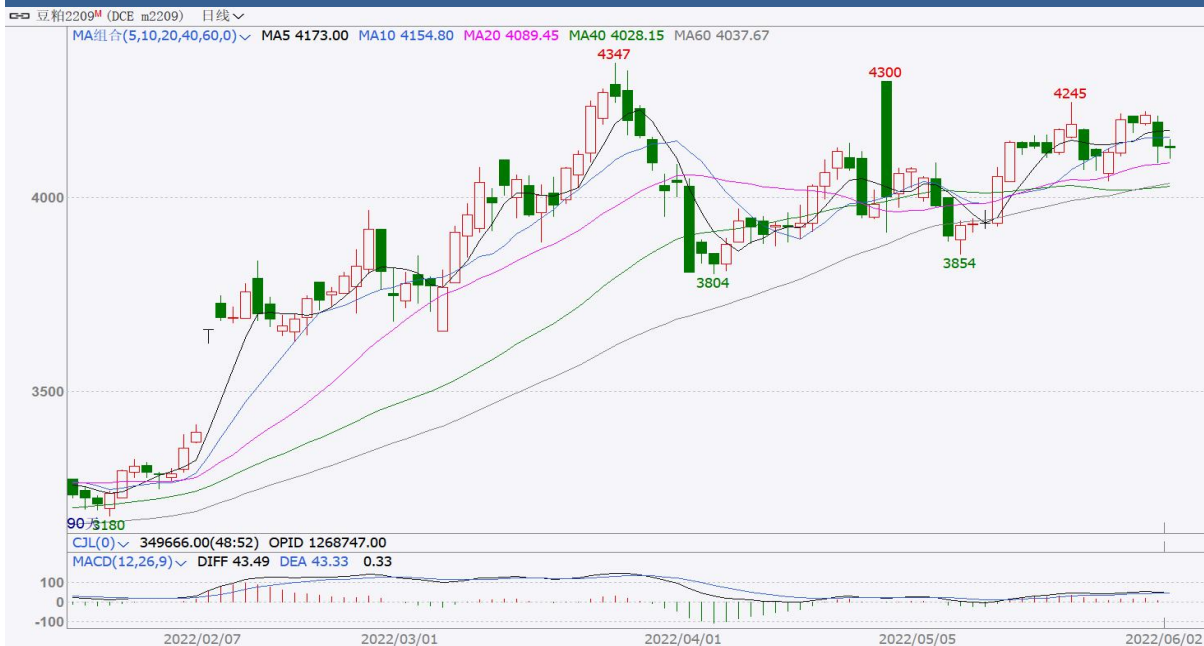 豆粕2209M (DCE m2209) 日线
MA组合(5,10,20,40,60,0) MA5 4173.00 MA10 4154.80 MA20 4089.45 MA40 4028.15 MA60 4037.67
4347
4300
4245
4000
3804
3854
3500
90天
3180
CJL(0) 349666.00(48:52) OPID 1268747.00
MACD(12,26,9) DIFF 43.49 DEA 43.33 0.33
100
0
-100
2022/02/07 2022/03/01 2022/04/01 2022/05/05 2022/06/02